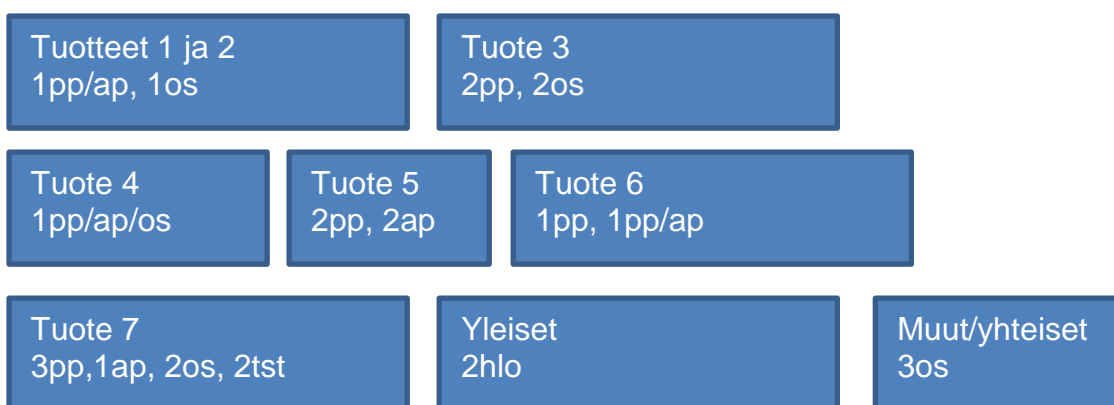 Tuotteet 1 ja 2
1pp/ap, 1os
Tuote 3
2pp, 2os
Tuote 4
1pp/ap/os
Tuote 5
2pp, 2ap
Tuote 6
1pp, 1pp/ap
Tuote 7
3pp,1ap, 2os, 2tst
Yleiset
2hlo
Muut/yhteiset
3os